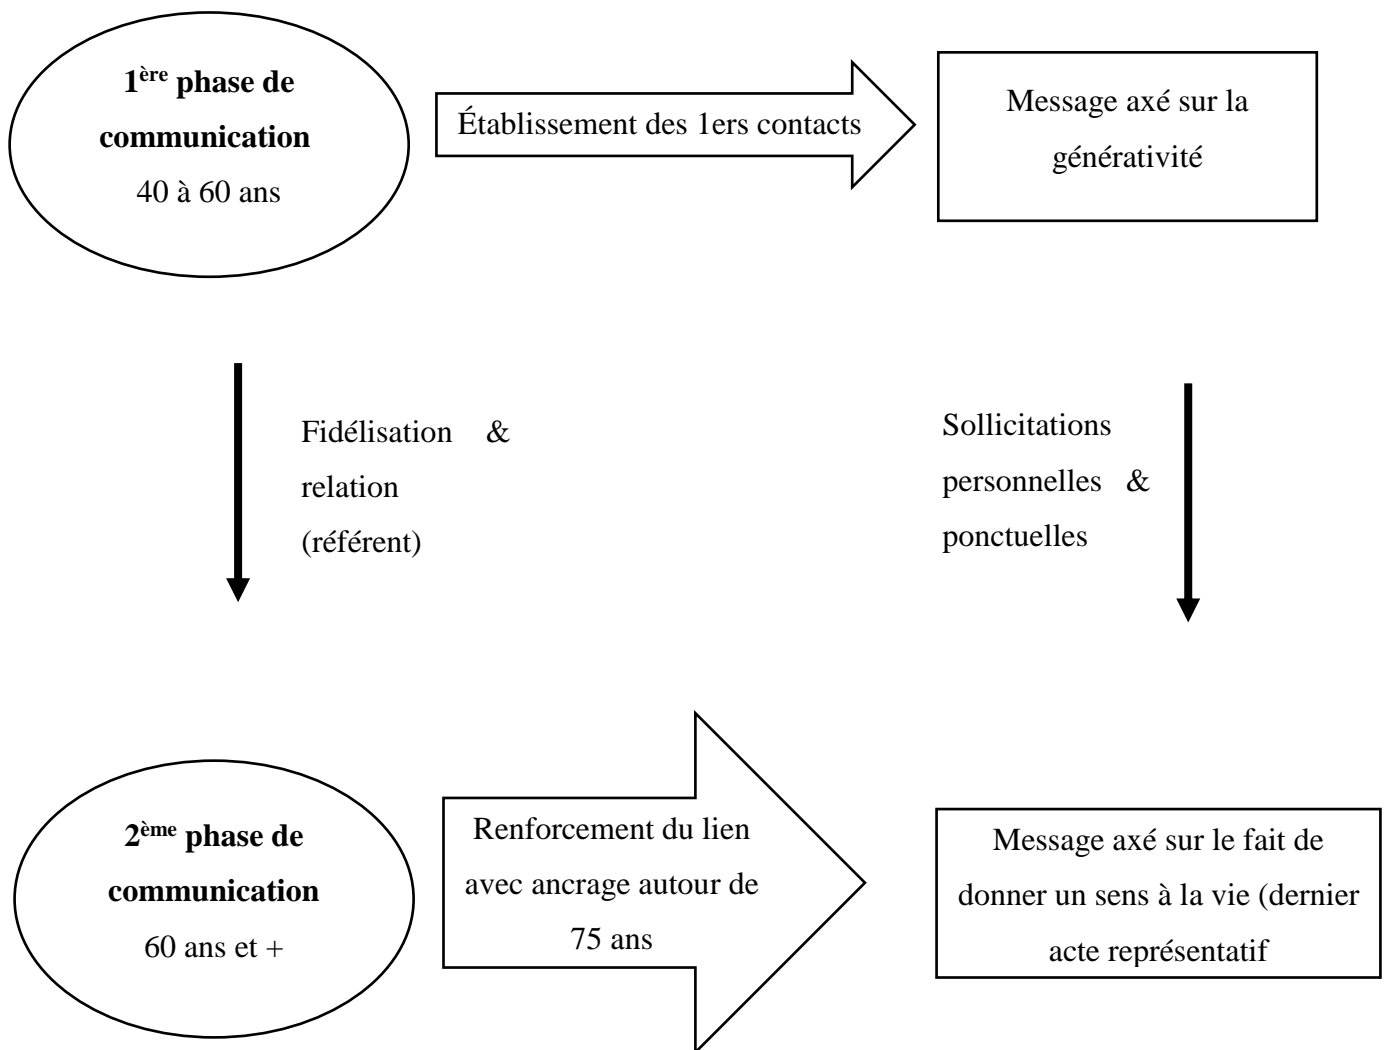 1ère phase de
communication
40 à 60 ans
Établissement des 1ers contacts
Message axé sur la
générativité
Fidélisation &
relation
(référent)
Sollicitations
personnelles &
ponctuelles
2ème phase de
communication
60 ans et +
Renforcement du lien
avec ancrage autour de
75 ans
Message axé sur le fait de
donner un sens à la vie (dernier
acte représentatif